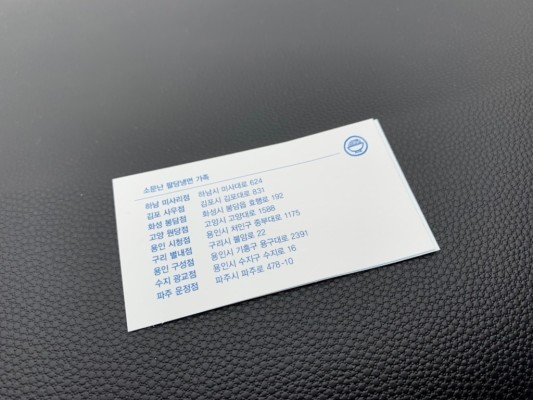 소문난 팔당냉면 가족
하남 미사리점 하남시 미사대로 624
김포 사우점 김포시 김포대로 831
화성 봉담점 화성시 봉담읍 효행로 192
고양 원당점 고양시 고양대로 1588
용인 시청점 용인시 처인구 중부대로 1175
구리 별내점 구리시 불암로 22
용인 구성점 용인시 기흥구 용구대로 2391
수지 광교점 용인시 수지구 수지로 16
파주 운정점 파주시 파주로 476-10